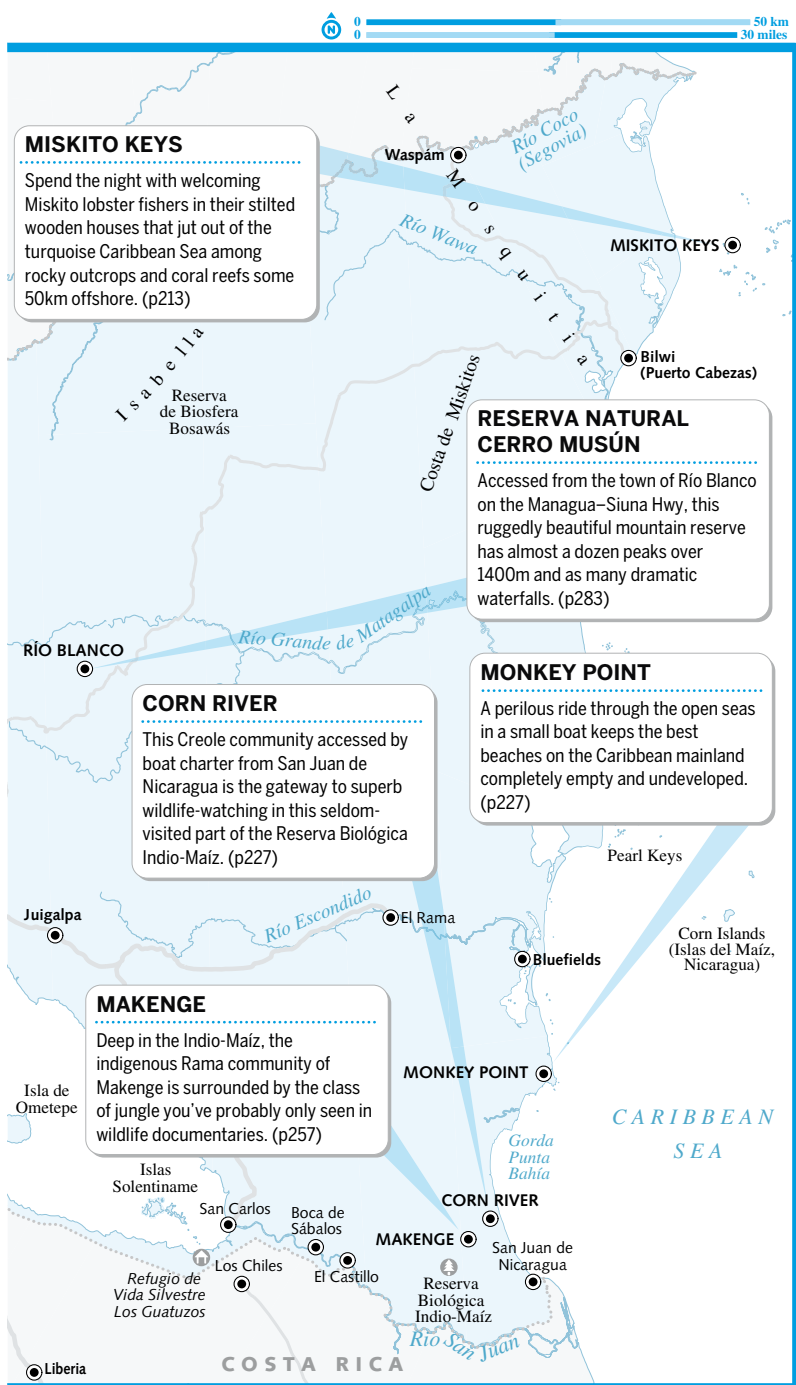 N
0 50 km
0 30 miles
La Mosquitia
MISKITO KEYS
Spend the night with welcoming
Miskito lobster fishers in their stilted
wooden houses that jut out of the
turquoise Caribbean Sea among
rocky outcrops and coral reefs some
50km offshore. (p213)
Waspám
Río Coco
(Segovia)
Río Wawa
MISKITO KEYS
Isabella
Reserva
de Biosfera
Bosawás
Bilwi
(Puerto Cabezas)
Costa de Miskitos
RESERVA NATURAL
CERRO MUSÚN
Accessed from the town of Río Blanco
on the Managua–Siuna Hwy, this
ruggedly beautiful mountain reserve
has almost a dozen peaks over
1400m and as many dramatic
waterfalls. (p283)
Río Grande de Matagalpa
RÍO BLANCO
MONKEY POINT
A perilous ride through the open seas
in a small boat keeps the best
beaches on the Caribbean mainland
completely empty and undeveloped.
(p227)
CORN RIVER
This Creole community accessed by
boat charter from San Juan de
Nicaragua is the gateway to superb
wildlife-watching in this seldom-
visited part of the Reserva Biológica
Indio-Maíz. (p227)
Pearl Keys
Juigalpa
Río Escondido
El Rama
Corn Islands
(Islas del Maíz,
Nicaragua)
Bluefields
MAKENGE
Deep in the Indio-Maíz, the
indigenous Rama community of
Makenge is surrounded by the class
of jungle you've probably only seen in
wildlife documentaries. (p257)
MONKEY POINT
Isla de
Ometepe
CARIBBEAN
SEA
Gorda
Punta
Bahía
Islas
Solentiname
San Carlos
Boca de
Sábalos
CORN RIVER
MAKENGE
San Juan de
Nicaragua
Los Chiles
El Castillo
Refugio de
Vida Silvestre
Los Guatuzos
Reserva
Biológica
Indio-Maíz
Río San Juan
COSTA RICA
Liberia